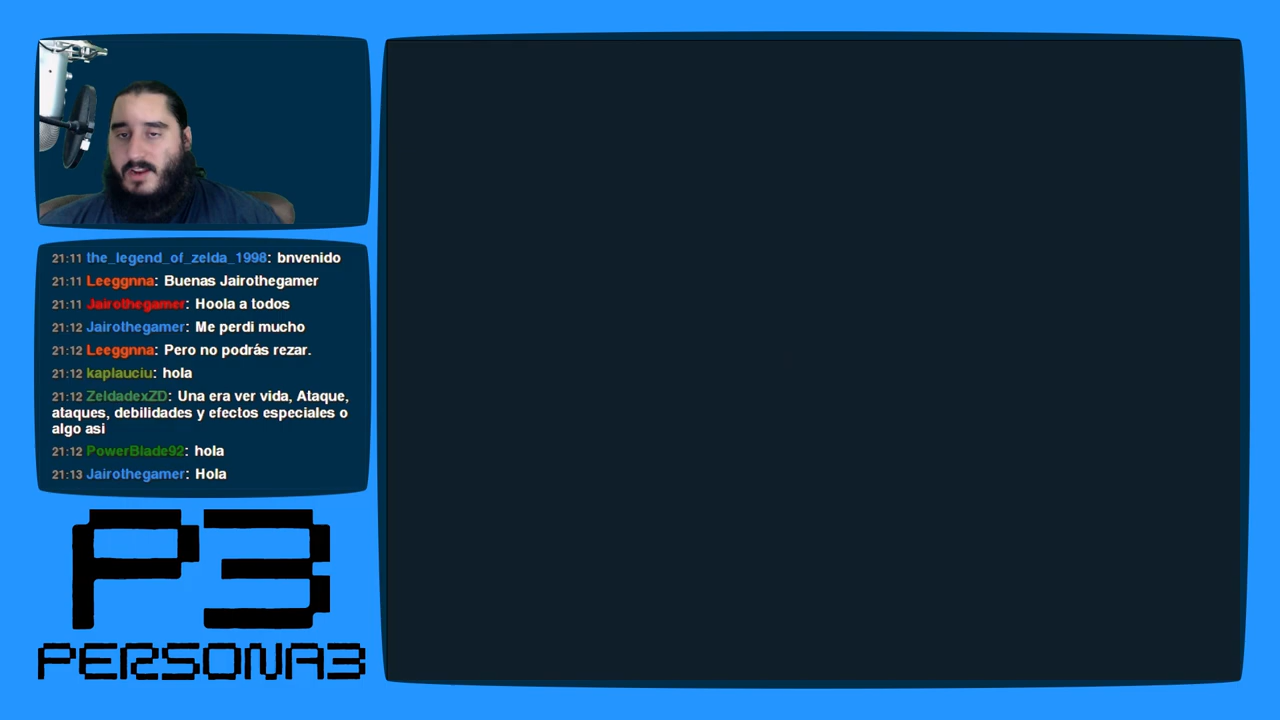 21:11 the_legend_of_zelda_1998: bnvenido
21:11 Leeggnna: Buenas Jairothegamer
21:11 Jairothegamer: Hoola a todos
21:12 Jairothegamer: Me perdi mucho
21:12 Leeggnna: Pero no podrás rezar.
21:12 kaplauciu: hola
21:12 ZeldadexZD: Una era ver vida, Ataque,
ataques, debilidades y efectos especiales o
algo asi
21:12 PowerBlade92: hola
21:13 Jairothegamer: Hola
P3
PERSONA3